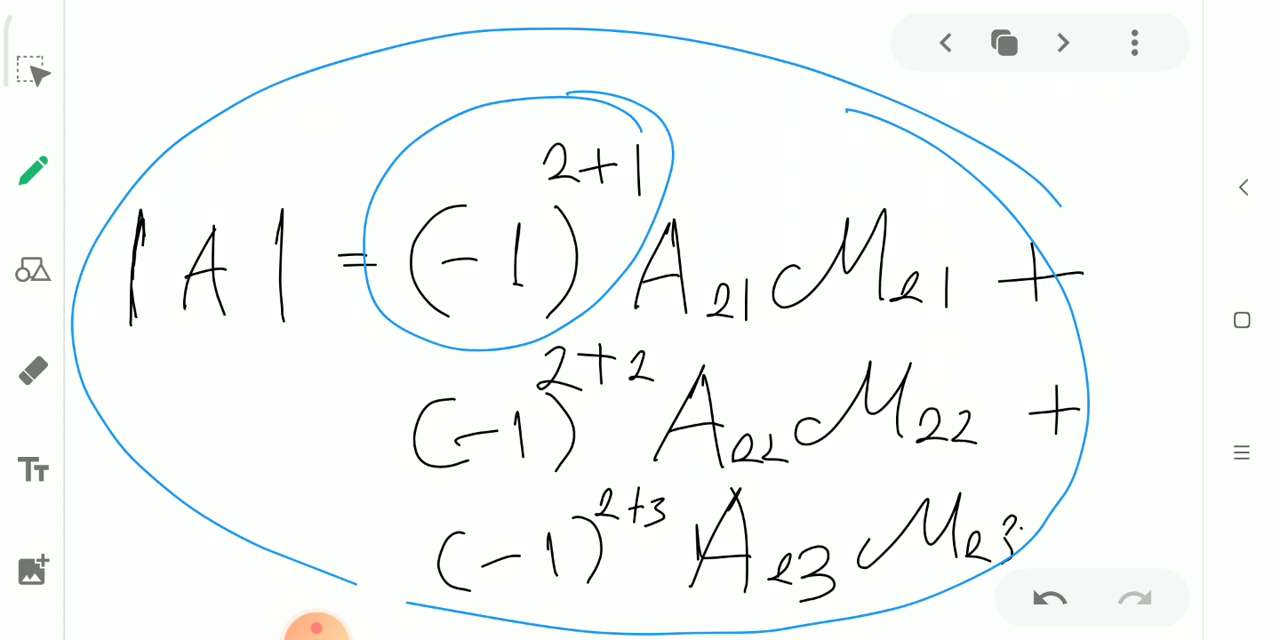 |A| = (-1)^{2+1} A_{21} M_{21} +
(-1)^{2+2} A_{22} M_{22} +
(-1)^{2+3} A_{23} M_{23}
TT